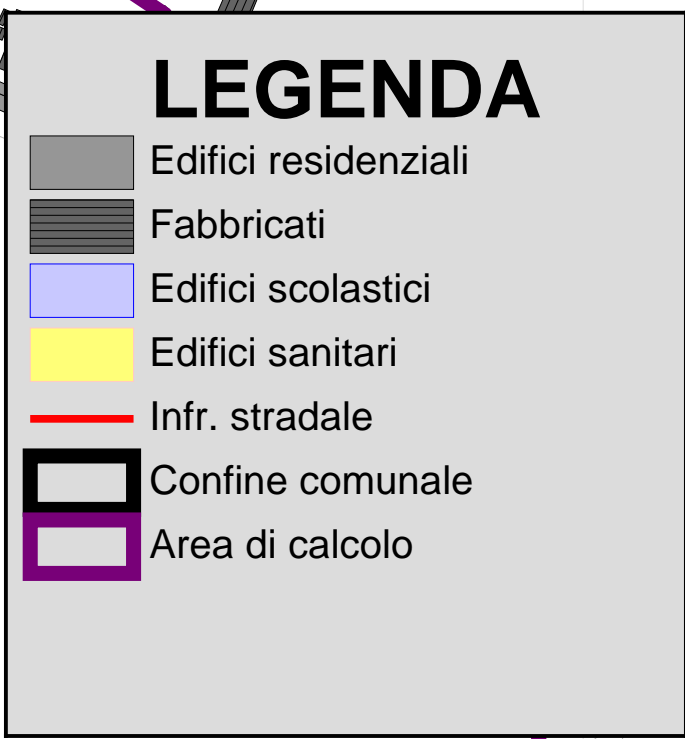 LEGENDA
Edifici residenziali
Fabbricati
Edifici scolastici
Edifici sanitari
Infr. stradale
Confine comunale
Area di calcolo